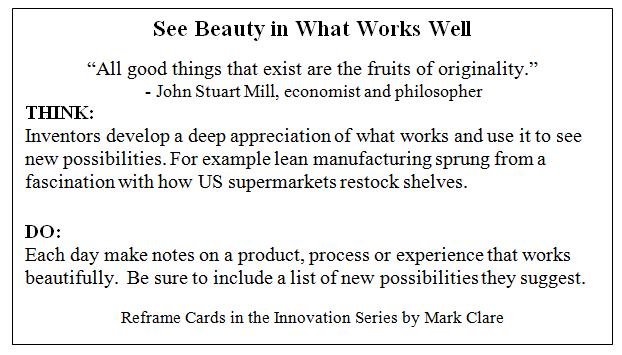 See Beauty in What Works Well
“All good things that exist are the fruits of originality.”
- John Stuart Mill, economist and philosopher
THINK:
Inventors develop a deep appreciation of what works and use it to see
new possibilities. For example lean manufacturing sprung from a
fascination with how US supermarkets restock shelves.
DO:
Each day make notes on a product, process or experience that works
beautifully.  Be sure to include a list of new possibilities they suggest.
Reframe Cards in the Innovation Series by Mark Clare